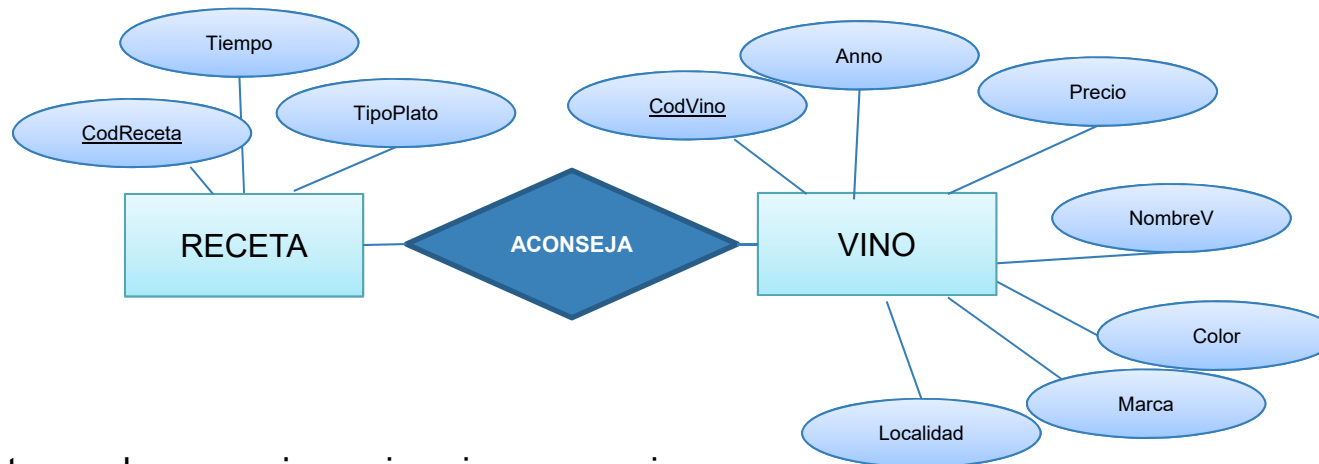 Tiempo
Anno
CodReceta
TipoPlato
CodVino
Precio
RECETA
ACONSEJA
VINO
NombreV
Color
Marca
Localidad